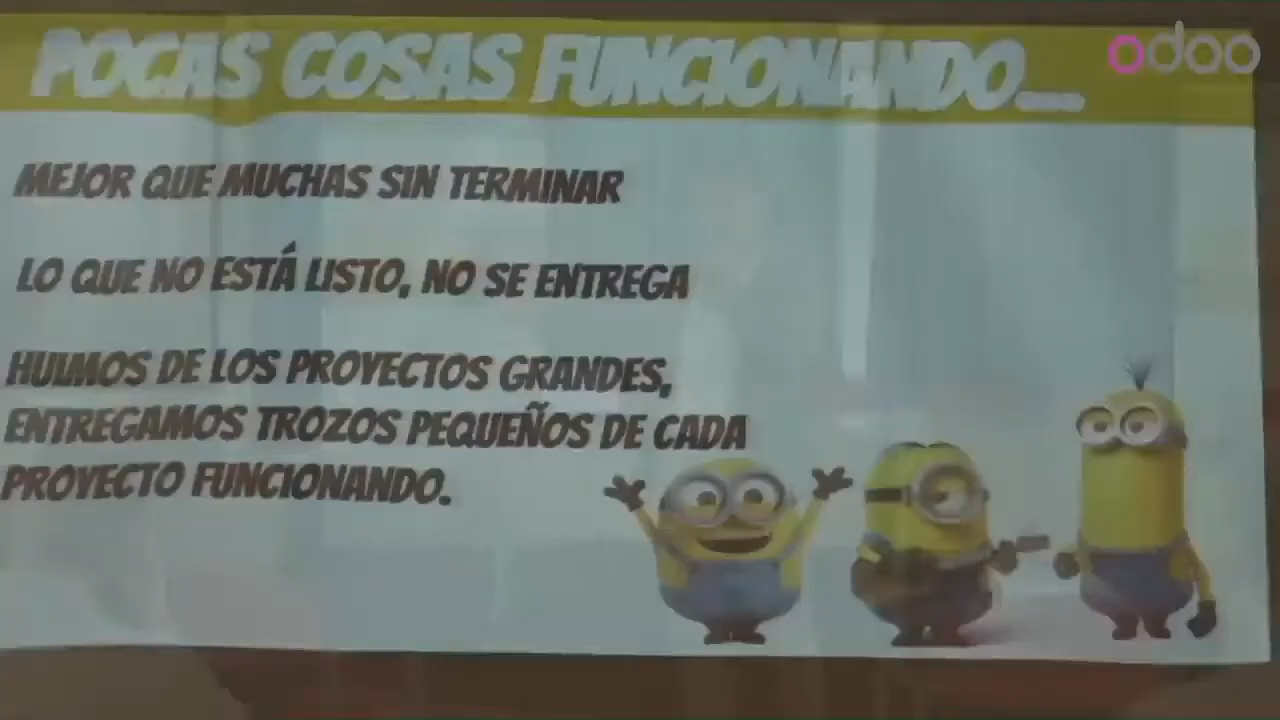 POCAS COSAS FUNCIONANDO...
odoo
MEJOR QUE MUCHAS SIN TERMINAR
LO QUE NO ESTÁ LISTO, NO SE ENTREGA
HUIMOS DE LOS PROYECTOS GRANDES,
ENTREGAMOS TROZOS PEQUEÑOS DE CADA
PROYECTO FUNCIONANDO.